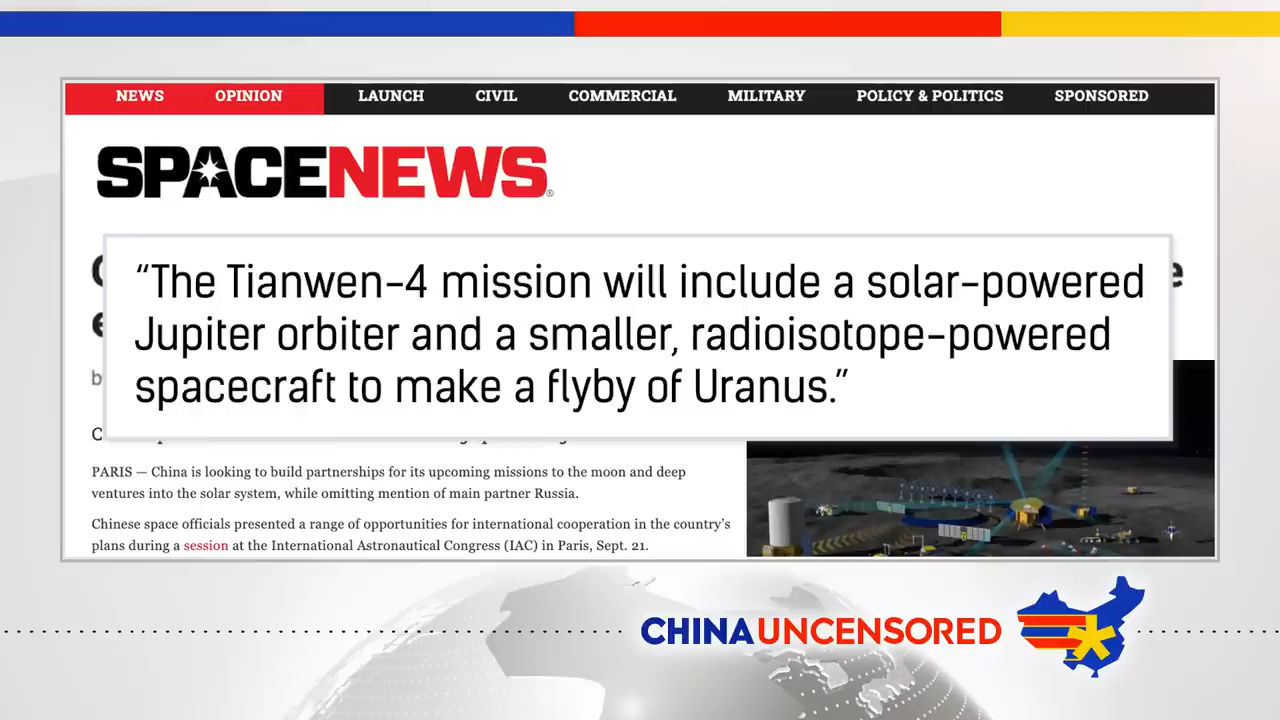 NEWS OPINION LAUNCH CIVIL COMMERCIAL MILITARY POLICY & POLITICS SPONSORED
SPACENEWS®
“The Tianwen-4 mission will include a solar-powered
Jupiter orbiter and a smaller, radioisotope-powered
spacecraft to make a flyby of Uranus.”
PARIS — China is looking to build partnerships for its upcoming missions to the moon and deep
ventures into the solar system, while omitting mention of main partner Russia.
Chinese space officials presented a range of opportunities for international cooperation in the country’s
plans during a session at the International Astronautical Congress (IAC) in Paris, Sept. 21.
CHINA UNCENSORED